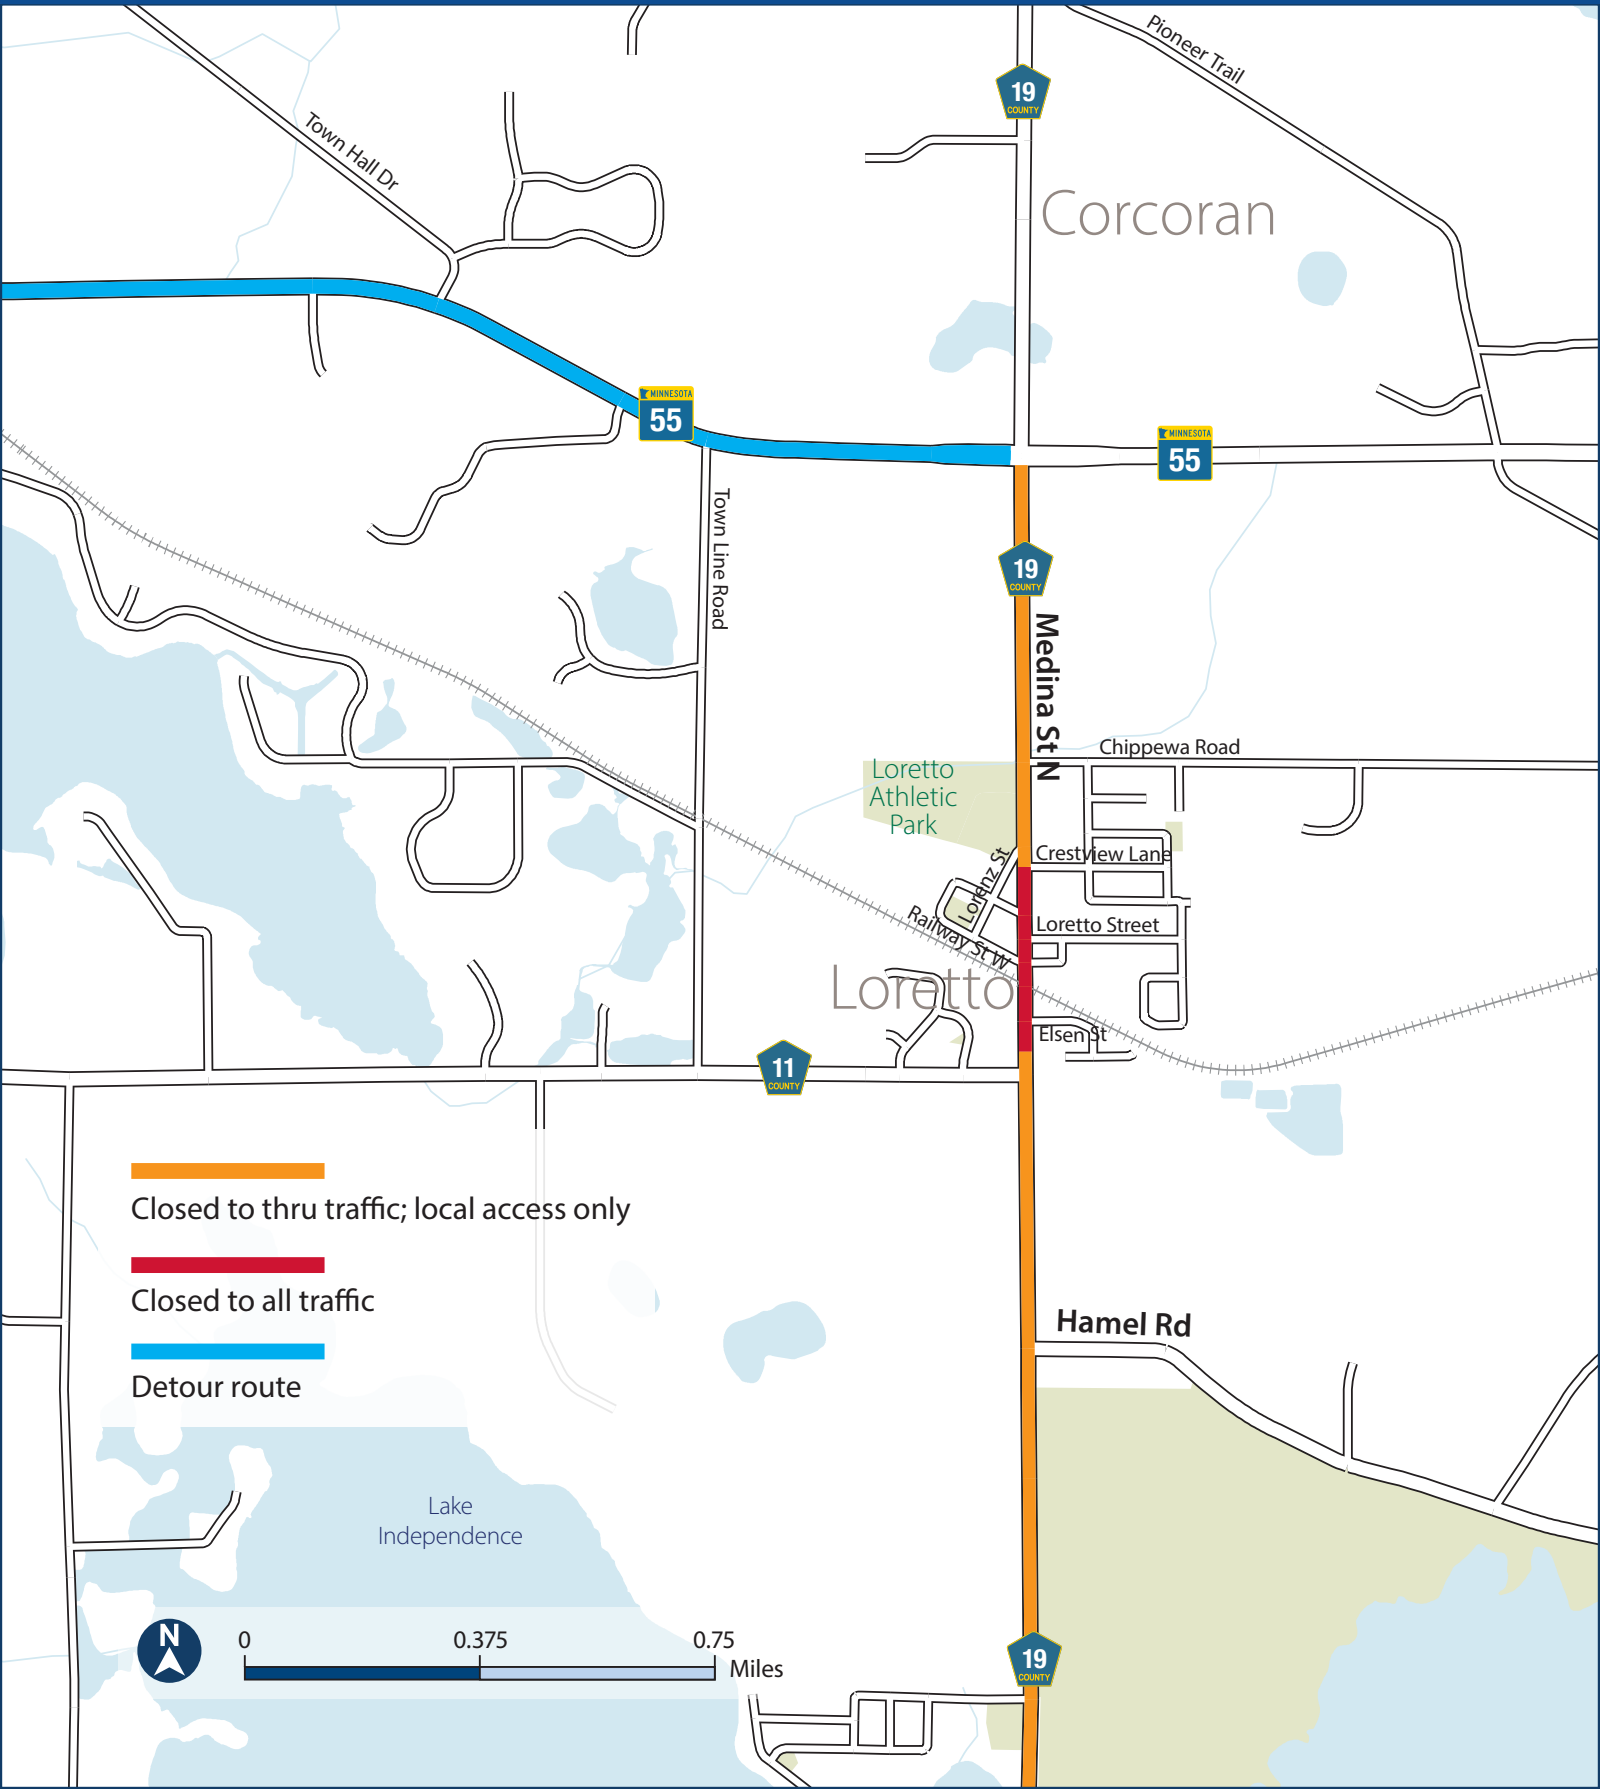 Pioneer Trail
19
COUNTY
Town Hall Dr
Corcoran
MINNESOTA
55
MINNESOTA
55
Town Line Road
19
COUNTY
Medina St N
Chippewa Road
Loretto
Athletic
Park
Crestview Lane
Lorenz St
Loretto Street
Railway St W
Loretto
Elsen St
11
COUNTY
Closed to thru traffic; local access only
Closed to all traffic
Detour route
Hamel Rd
Lake
Independence
N
0
0.375
0.75
Miles
19
COUNTY